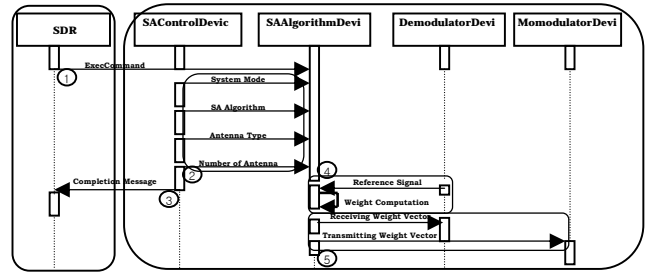 SDR
SAControlDevic
SAAlgorithmDevi
DemodulatorDevi
MomodulatorDevi
ExecCommand
1
System Mode
SA Algorithm
Antenna Type
Number of Antenna
2
4
Completion Message
3
Reference Signal
Weight Computation
Receiving Weight Vector
Transmitting Weight Vector
5